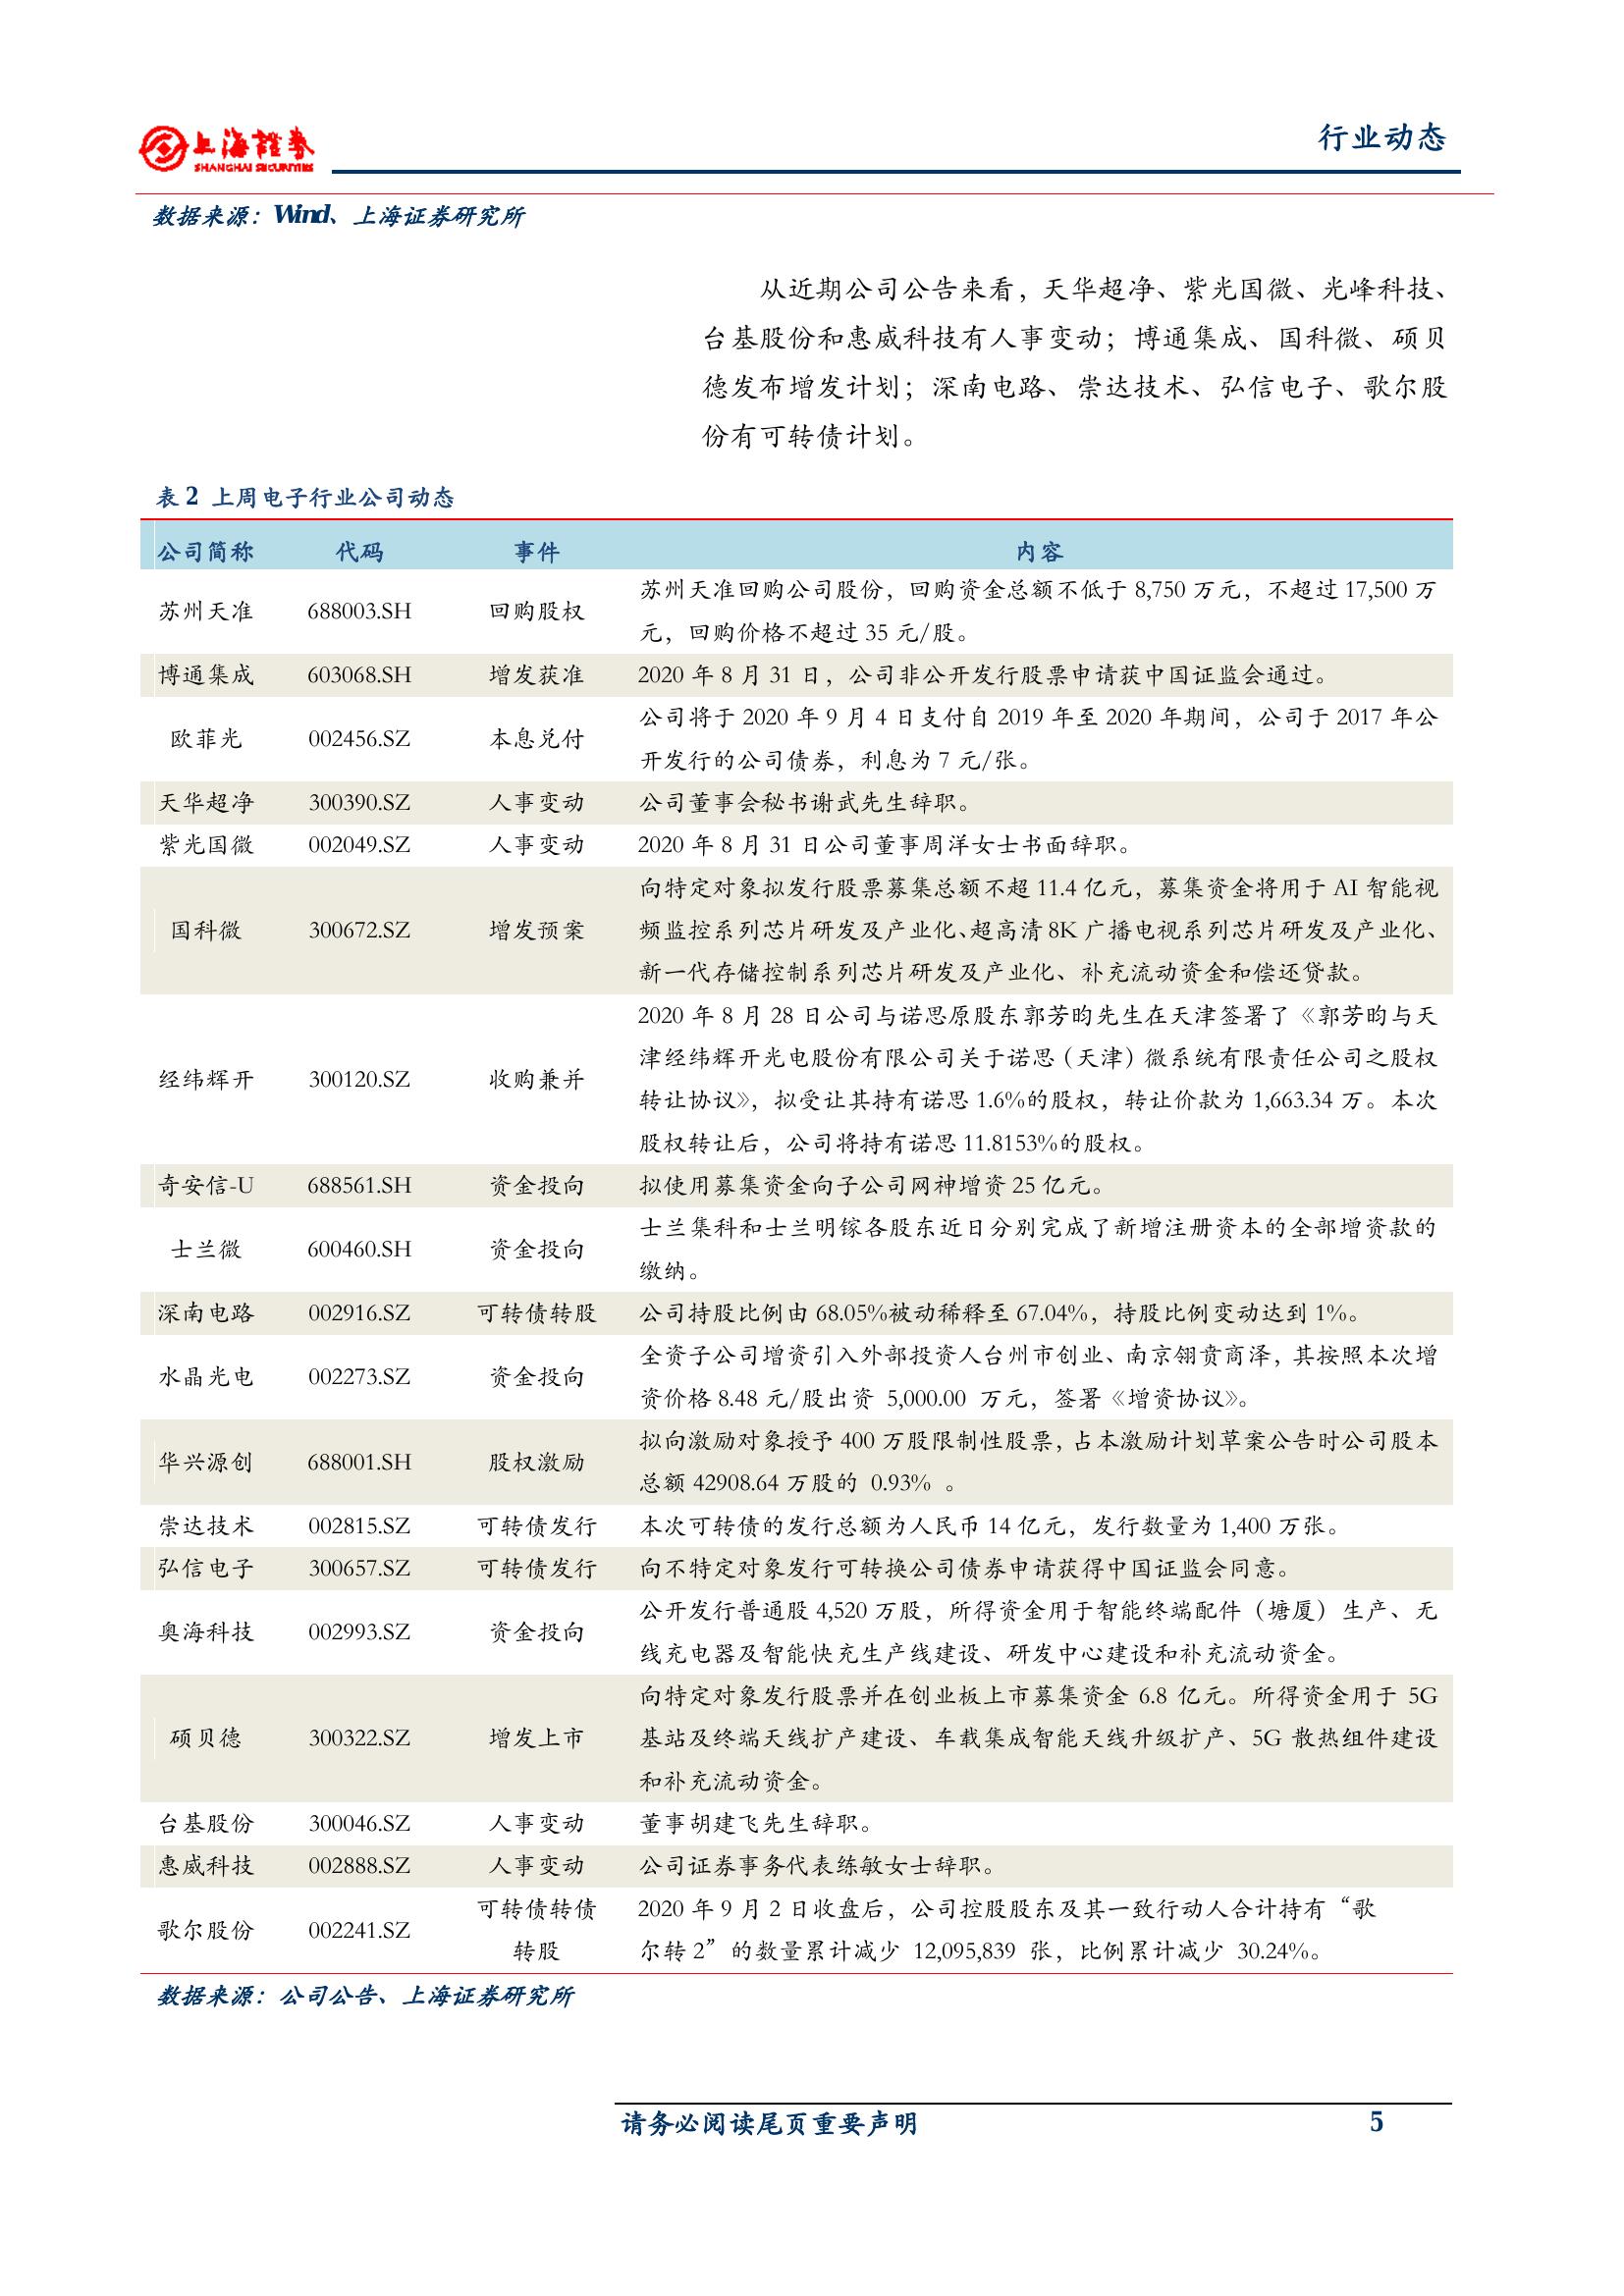 上海證券
SHANGHAI SECURITIES
行业动态
数据来源：Wind、上海证券研究所
从近期公司公告来看，天华超净、紫光国微、光峰科技、
台基股份和惠威科技有人事变动；博通集成、国科微、硕贝
德发布增发计划；深南电路、崇达技术、弘信电子、歌尔股
份有可转债计划。
表 2 上周电子行业公司动态
公司简称 代码 事件 内容
苏州天准 688003.SH 回购股权 苏州天准回购公司股份，回购资金总额不低于 8,750 万元，不超过 17,500 万
元，回购价格不超过 35 元/股。
博通集成 603068.SH 增发获准 2020 年 8 月 31 日，公司非公开发行股票申请获中国证监会通过。
欧菲光 002456.SZ 本息兑付 公司将于 2020 年 9 月 4 日支付自 2019 年至 2020 年期间，公司于 2017 年公
开发行的公司债券，利息为 7 元/张。
天华超净 300390.SZ 人事变动 公司董事会秘书谢武先生辞职。
紫光国微 002049.SZ 人事变动 2020 年 8 月 31 日公司董事周洋女士书面辞职。
国科微 300672.SZ 增发预案 向特定对象拟发行股票募集总额不超 11.4 亿元，募集资金将用于 AI 智能视
频监控系列芯片研发及产业化、超高清 8K 广播电视系列芯片研发及产业化、
新一代存储控制系列芯片研发及产业化、补充流动资金和偿还贷款。
经纬辉开 300120.SZ 收购兼并 2020 年 8 月 28 日公司与诺思原股东郭芳昀先生在天津签署了《郭芳昀与天
津经纬辉开光电股份有限公司关于诺思（天津）微系统有限责任公司之股权
转让协议》，拟受让其持有诺思 1.6%的股权，转让价款为 1,663.34 万。本次
股权转让后，公司将持有诺思 11.8153%的股权。
奇安信-U 688561.SH 资金投向 拟使用募集资金向子公司网神增资 25 亿元。
士兰微 600460.SH 资金投向 士兰集科和士兰明镓各股东近日分别完成了新增注册资本的全部增资款的
缴纳。
深南电路 002916.SZ 可转债转股 公司持股比例由 68.05%被动稀释至 67.04%，持股比例变动达到 1%。
水晶光电 002273.SZ 资金投向 全资子公司增资引入外部投资人台州市创业、南京翎贲商泽，其按照本次增
资价格 8.48 元/股出资 5,000.00 万元，签署《增资协议》。
华兴源创 688001.SH 股权激励 拟向激励对象授予 400 万股限制性股票，占本激励计划草案公告时公司股本
总额 42908.64 万股的 0.93% 。
崇达技术 002815.SZ 可转债发行 本次可转债的发行总额为人民币 14 亿元，发行数量为 1,400 万张。
弘信电子 300657.SZ 可转债发行 向不特定对象发行可转换公司债券申请获得中国证监会同意。
奥海科技 002993.SZ 资金投向 公开发行普通股 4,520 万股，所得资金用于智能终端配件（塘厦）生产、无
线充电器及智能快充生产线建设、研发中心建设和补充流动资金。
硕贝德 300322.SZ 增发上市 向特定对象发行股票并在创业板上市募集资金 6.8 亿元。所得资金用于 5G
基站及终端天线扩产建设、车载集成智能天线升级扩产、5G 散热组件建设
和补充流动资金。
台基股份 300046.SZ 人事变动 董事胡建飞先生辞职。
惠威科技 002888.SZ 人事变动 公司证券事务代表练敏女士辞职。
歌尔股份 002241.SZ 可转债转债 2020 年 9 月 2 日收盘后，公司控股股东及其一致行动人合计持有“歌
转股 尔转 2”的数量累计减少 12,095,839 张，比例累计减少 30.24%。
数据来源：公司公告、上海证券研究所
请务必阅读尾页重要声明 5